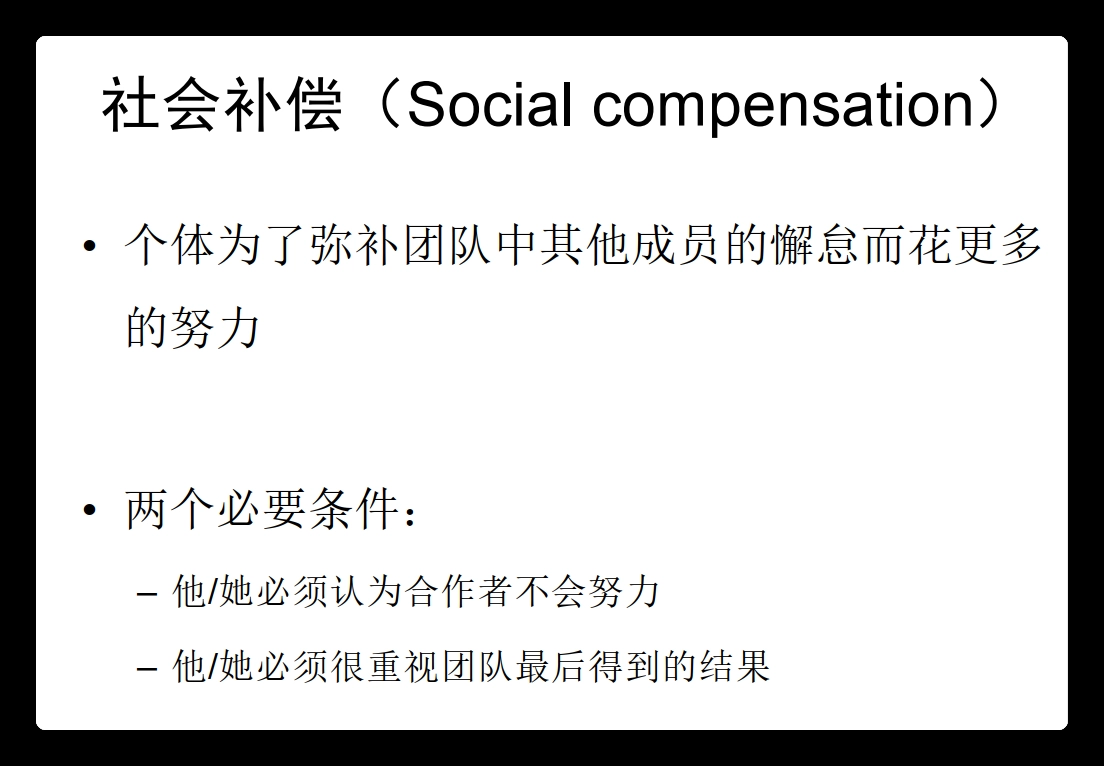 社会补偿（Social compensation）
• 个体为了弥补团队中其他成员的懈怠而花更多
的努力
• 两个必要条件：
– 他/她必须认为合作者不会努力
– 他/她必须很重视团队最后得到的结果